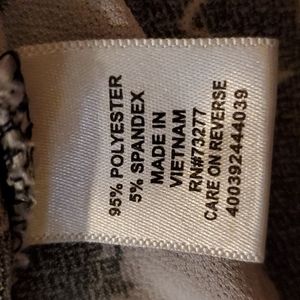 95% POLYESTER
5% SPANDEX
MADE IN
VIETNAM
RN#73277
CARE ON REVERSE
400392444039